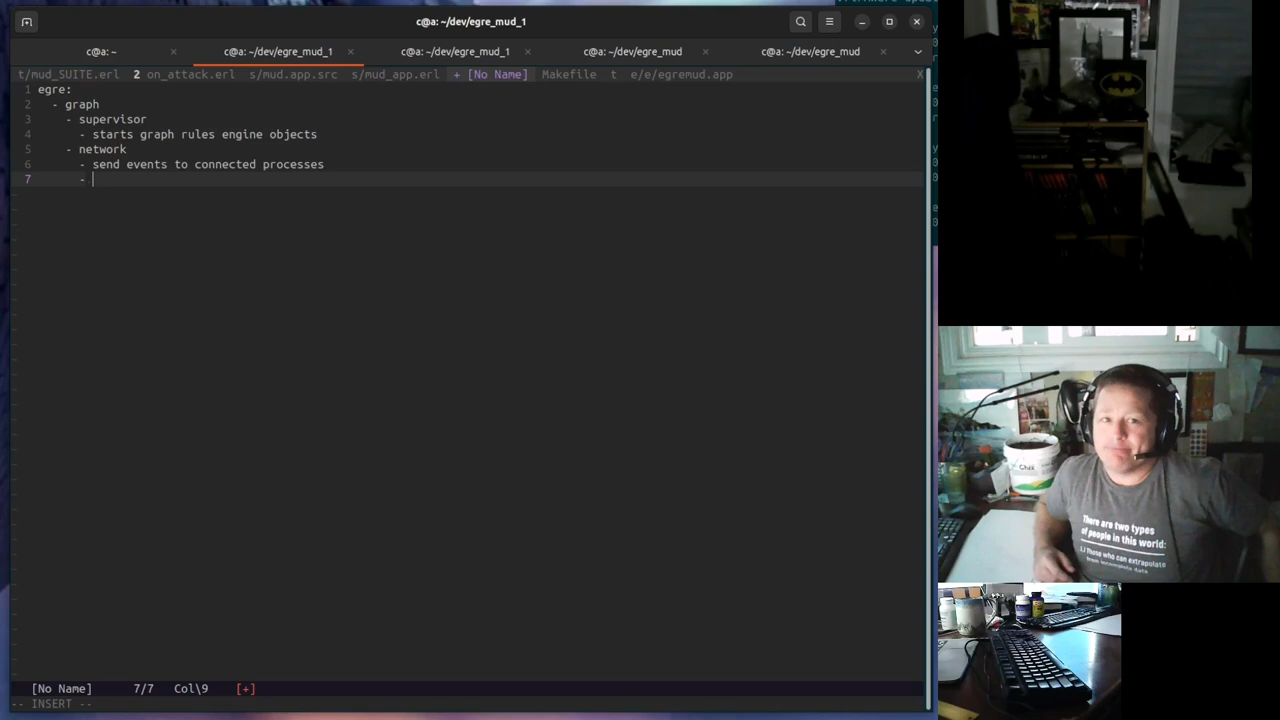 c@a: ~/dev/egre_mud_1
c@a: ~
c@a: ~/dev/egre_mud_1
c@a: ~/dev/egre_mud_1
c@a: ~/dev/egre_mud
c@a: ~/dev/egre_mud
t/mud_SUITE.erl 2 on_attack.erl s/mud.app.src s/mud_app.erl + [No Name] Makefile t e/e/egremud.app X
1 egre:
2 - graph
3 - supervisor
4 - starts graph rules engine objects
5 - network
6 - send events to connected processes
7 -
[No Name] 7/7 Col\9 [+]
-- INSERT --
There are two types
of people in this world:
1.) Those who can extrapolate
from incomplete data